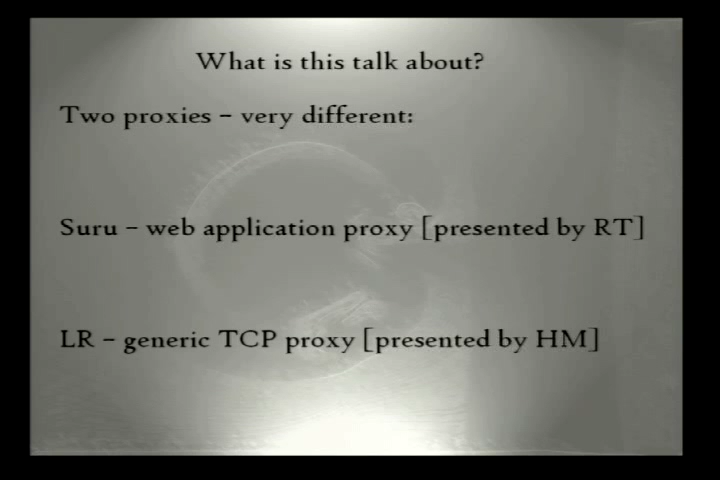 What is this talk about?
Two proxies – very different:
Suru – web application proxy [presented by RT]
LR – generic TCP proxy [presented by HM]